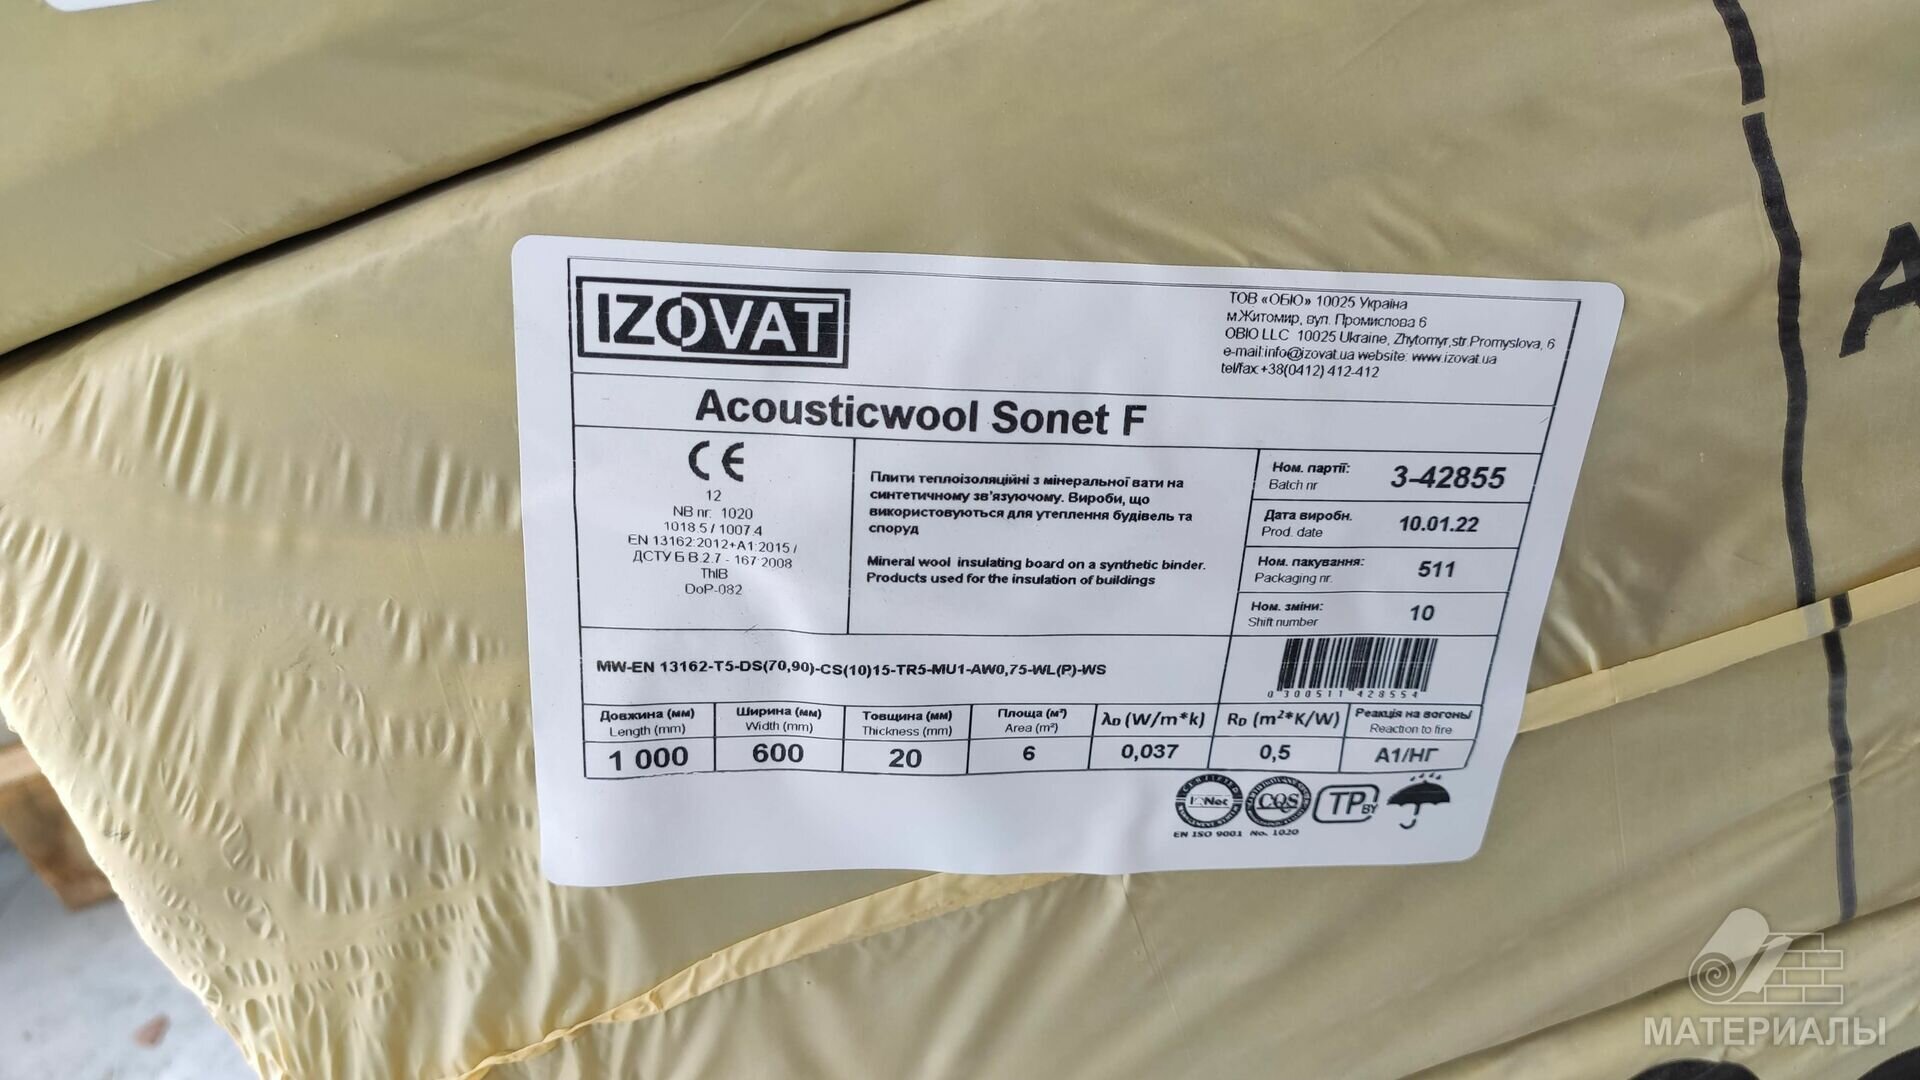 IZOVAT
ТОВ «ОБІО» 10025 Україна
м.Житомир, вул. Промислова 6
OBIO LLC 10025 Ukraine, Zhytomyr,str.Promyslova, 6
e-mail:info@izovat.ua website: www.izovat.ua
tel/fax:+38(0412) 412-412
Acousticwool Sonet F
CE
12
NB nr. 1020
1018.5 / 1007.4
EN 13162:2012+A1:2015 /
ДСТУ Б В.2.7 - 167:2008
ThIB
DoP-082
Плити теплоізоляційні з мінеральної вати на
синтетичному зв'язуючому. Вироби, що
використовуються для утеплення будівель та
споруд
Mineral wool insulating board on a synthetic binder.
Products used for the insulation of buildings
Ном. партії: 3-42855
Batch nr
Дата виробн. 10.01.22
Prod. date
Ном. пакування: 511
Packaging nr.
Ном. зміни: 10
Shift number
MW-EN 13162-T5-DS(70,90)-CS(10)15-TR5-MU1-AW0,75-WL(P)-WS
0 300511 428554
Довжина (мм) Ширина (мм) Товщина (мм) Площа (м²) λD (W/m*k) RD (m²*K/W) Реакція на вогонь/
Length (mm) Width (mm) Thickness (mm) Area (m²) Reaction to fire
1 000 600 20 6 0,037 0,5 А1/НГ
IQNet CQS TP BY
EN ISO 9001 No. 1020
A
МАТЕРИАЛЫ